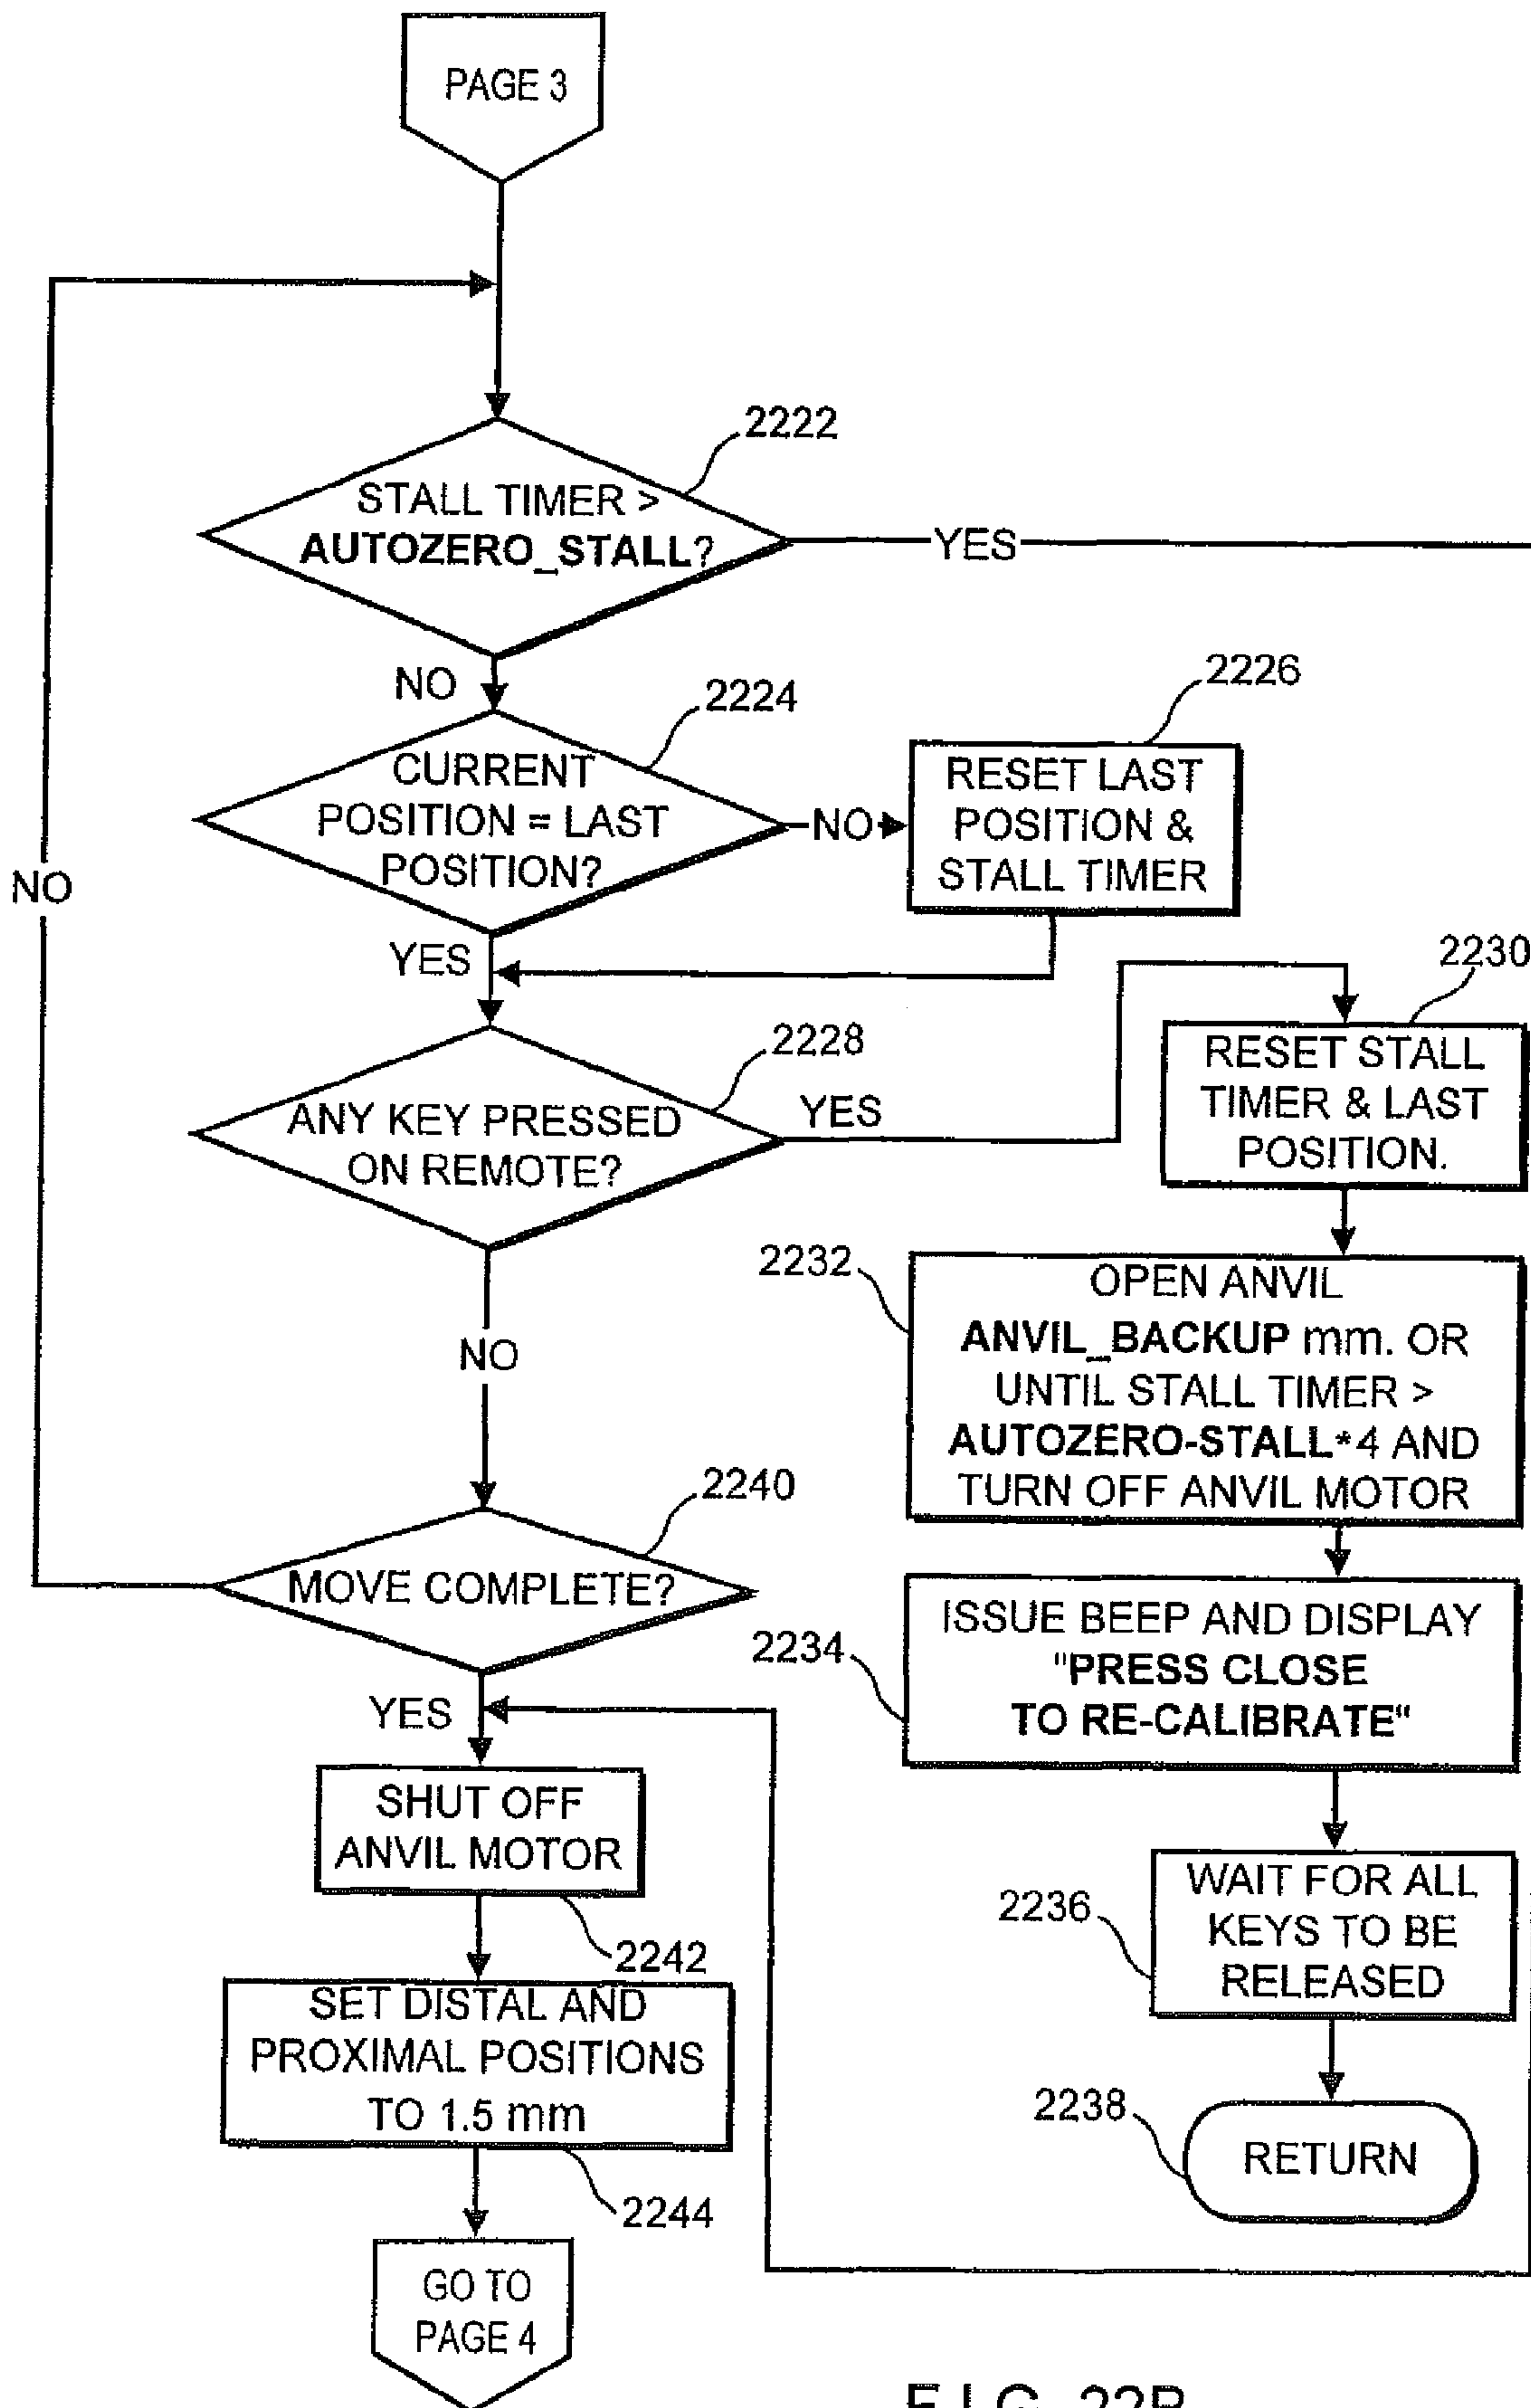 PAGE 3
2222
STALL TIMER >
AUTOZERO_STALL?
YES
NO
2224
CURRENT
POSITION = LAST
POSITION?
NO
2226
RESET LAST
POSITION &
STALL TIMER
NO
YES
2228
ANY KEY PRESSED
ON REMOTE?
YES
2230
RESET STALL
TIMER & LAST
POSITION.
2232
OPEN ANVIL
ANVIL_BACKUP mm. OR
UNTIL STALL TIMER >
AUTOZERO-STALL*4 AND
TURN OFF ANVIL MOTOR
NO
2240
MOVE COMPLETE?
2234
ISSUE BEEP AND DISPLAY
"PRESS CLOSE
TO RE-CALIBRATE"
YES
SHUT OFF
ANVIL MOTOR
2242
2236
WAIT FOR ALL
KEYS TO BE
RELEASED
SET DISTAL AND
PROXIMAL POSITIONS
TO 1.5 mm
2244
2238
RETURN
GO TO
PAGE 4
FIG. 22B